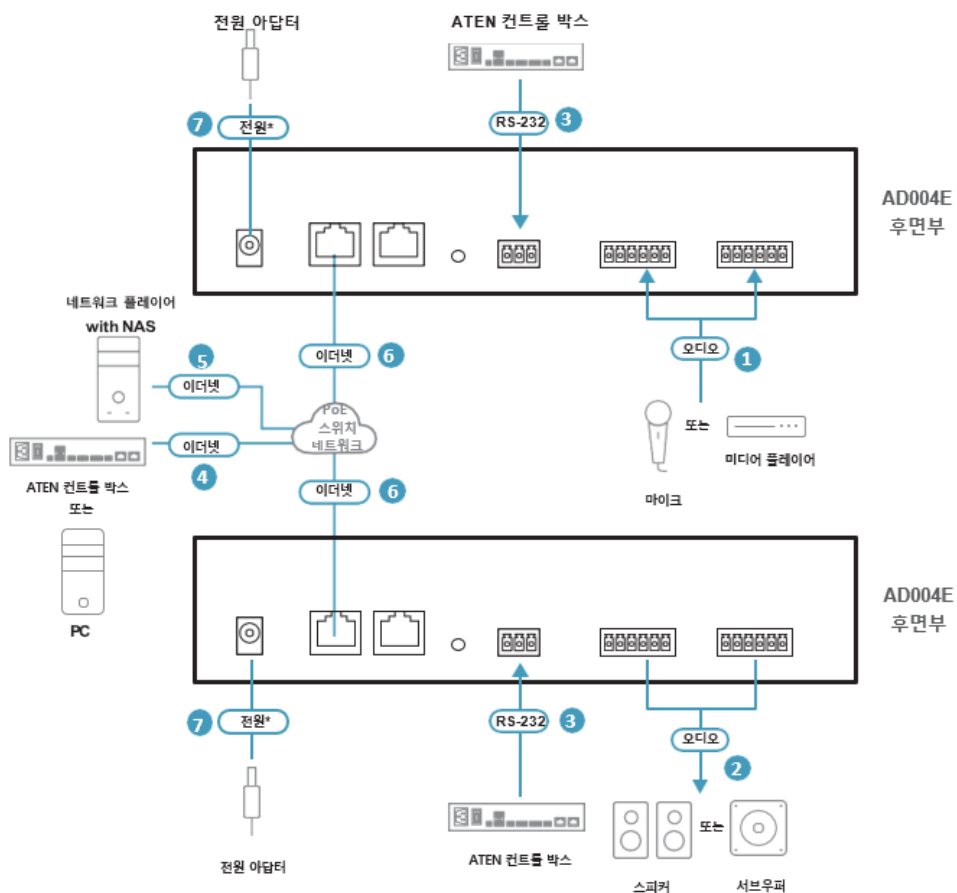 전원 아답터
ATEN 컨트롤 박스
7
전원*
RS-232
3
AD004E
후면부
네트워크 플레이어
with NAS
5
이더넷
이더넷
6
오디오
1
PoE
스위치
네트워크
이더넷
4
ATEN 컨트롤 박스
또는
PC
이더넷
6
또는
마이크
미디어 플레이어
AD004E
후면부
7
전원*
RS-232
3
오디오
2
전원 아답터
ATEN 컨트롤 박스
또는
스피커
서브우퍼